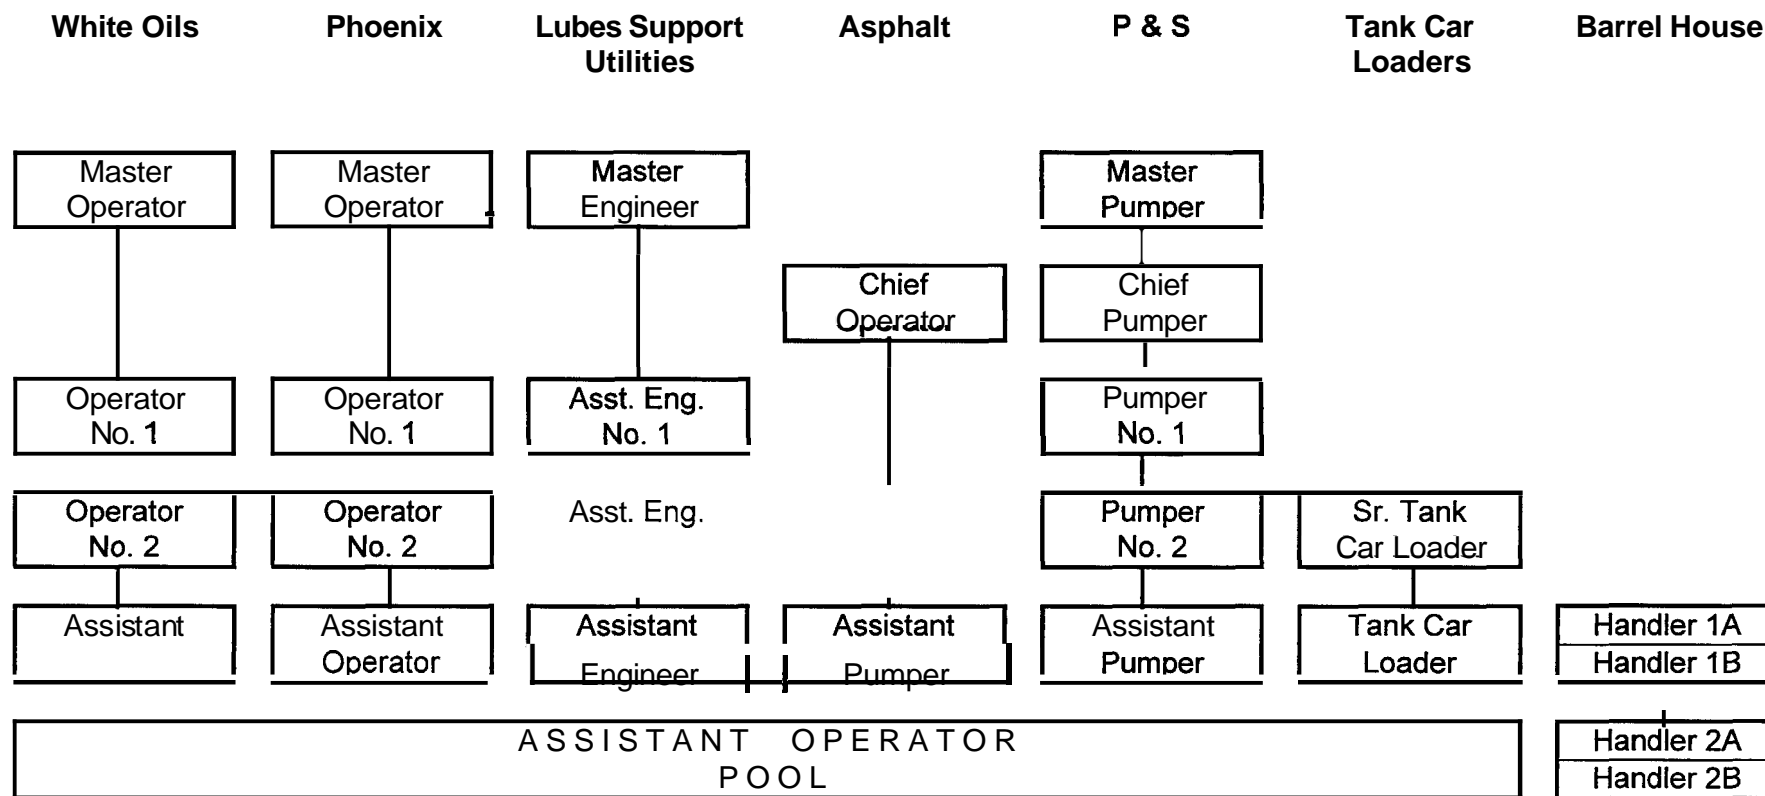 White Oils
Phoenix
Lubes Support
Utilities
Asphalt
P & S
Tank Car
Loaders
Barrel House
Master
Operator
Master
Operator
Master
Engineer
Master
Pumper
Chief
Operator
Chief
Pumper
Operator
No. 1
Operator
No. 1
Asst. Eng.
No. 1
Pumper
No. 1
Operator
No. 2
Operator
No. 2
Asst. Eng.
Pumper
No. 2
Sr. Tank
Car Loader
Assistant
Assistant
Operator
Assistant
Engineer
Assistant
Pumper
Assistant
Pumper
Tank Car
Loader
Handler 1A
Handler 1B
ASSISTANT OPERATOR
POOL
Handler 2A
Handler 2B